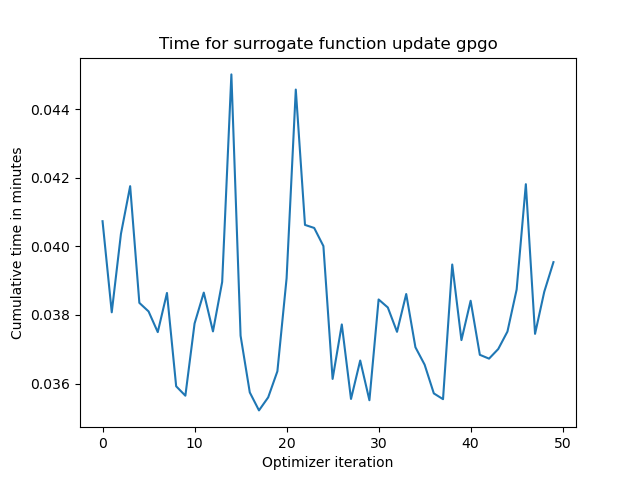 Time for surrogate function update gpgo
Cumulative time in minutes
0.044
0.042
0.040
0.038
0.036
0 10 20 30 40 50
Optimizer iteration